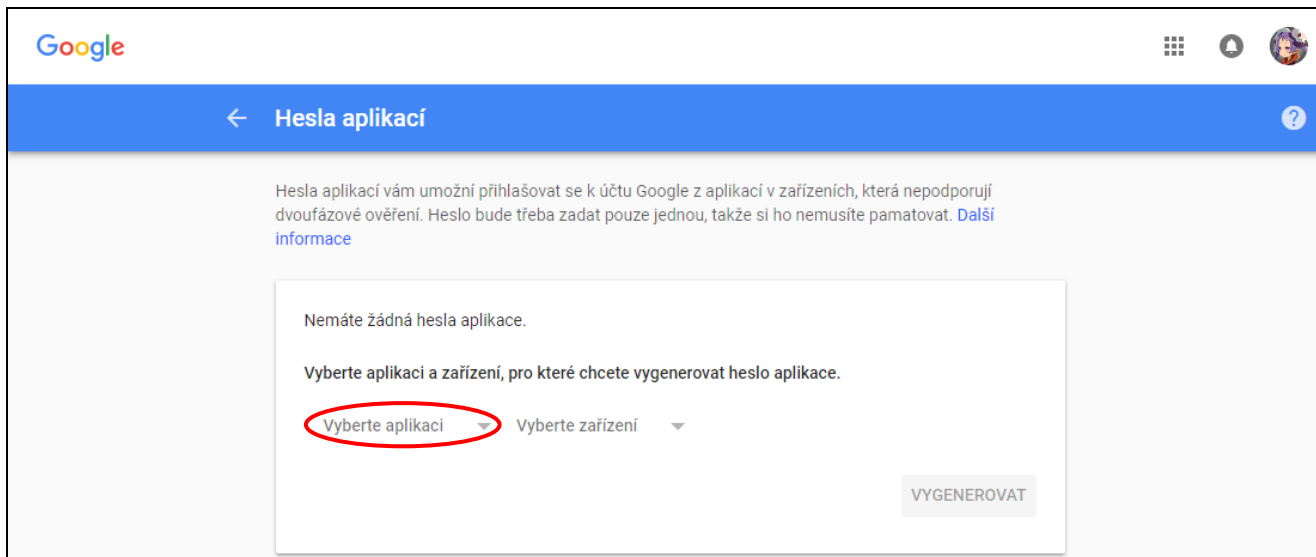 Google
Hesla aplikací
?
Hesla aplikací vám umožní přihlašovat se k účtu Google z aplikací v zařízeních, která nepodporují
dvoufázové ověření. Heslo bude třeba zadat pouze jednou, takže si ho nemusíte pamatovat. Další
informace
Nemáte žádná hesla aplikace.
Vyberte aplikaci a zařízení, pro které chcete vygenerovat heslo aplikace.
Vyberte aplikaci Vyberte zařízení
VYGENEROVAT